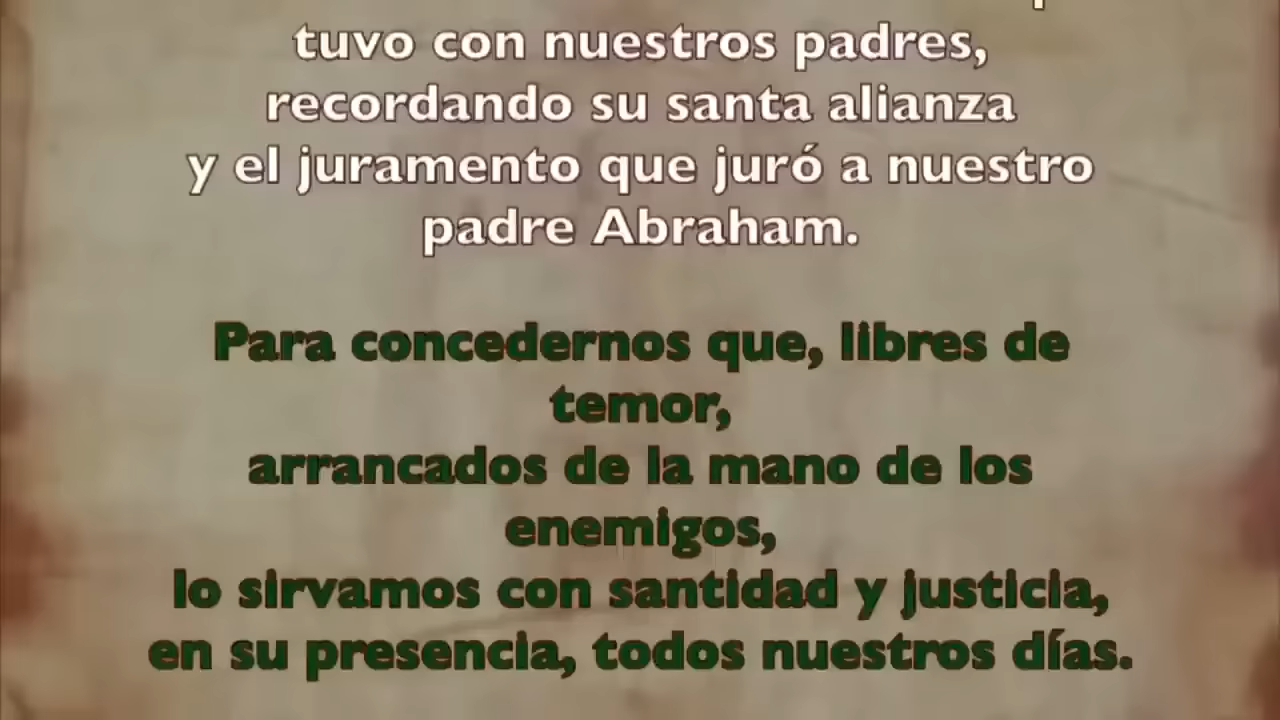 tuvo con nuestros padres,
recordando su santa alianza
y el juramento que juró a nuestro
padre Abraham.
Para concedernos que, libres de
temor,
arrancados de la mano de los
enemigos,
lo sirvamos con santidad y justicia,
en su presencia, todos nuestros días.